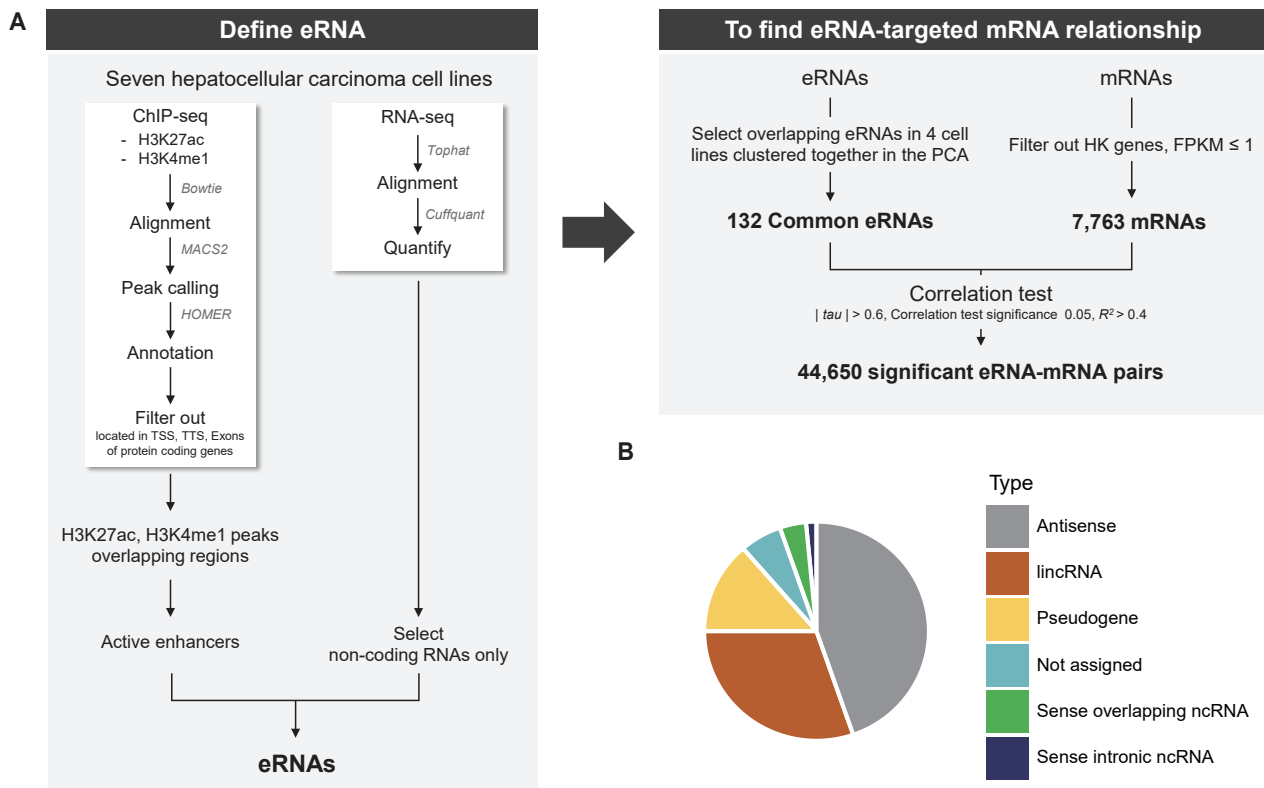 A
Define eRNA
Seven hepatocellular carcinoma cell lines
ChIP-seq
- H3K27ac
- H3K4me1
Bowtie
Alignment
MACS2
Peak calling
HOMER
Annotation
Filter out
located in TSS, TTS, Exons
of protein coding genes
H3K27ac, H3K4me1 peaks
overlapping regions
Active enhancers
RNA-seq
Tophat
Alignment
Cuffquant
Quantify
Select
non-coding RNAs only
eRNAs
To find eRNA-targeted mRNA relationship
eRNAs
Select overlapping eRNAs in 4 cell
lines clustered together in the PCA
132 Common eRNAs
mRNAs
Filter out HK genes, FPKM ≤ 1
7,763 mRNAs
Correlation test
| tau | > 0.6, Correlation test significance 0.05, R² > 0.4
44,650 significant eRNA-mRNA pairs
B
Type
Antisense
lincRNA
Pseudogene
Not assigned
Sense overlapping ncRNA
Sense intronic ncRNA